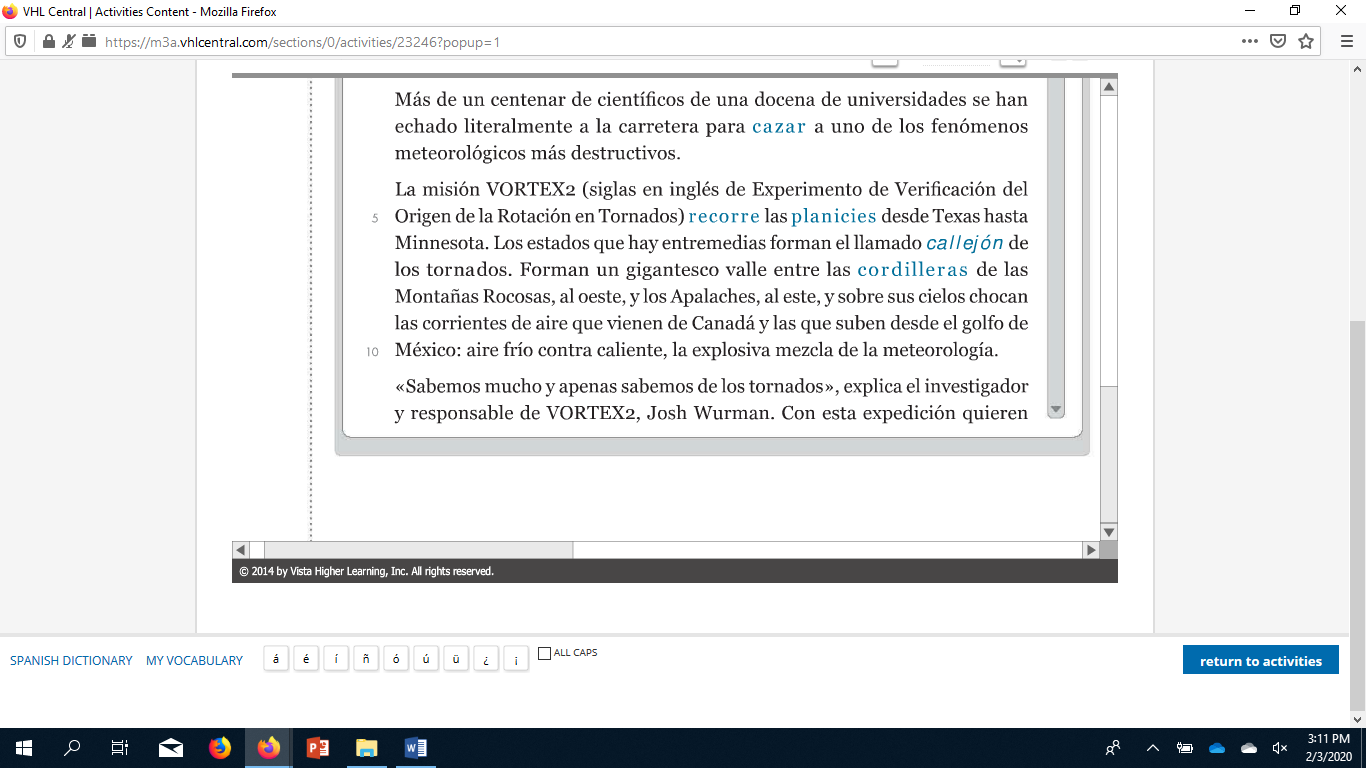 VHL Central | Activities Content - Mozilla Firefox
https://m3a.vhlcentral.com/sections/0/activities/23246?popup=1
Más de un centenar de científicos de una docena de universidades se han
echado literalmente a la carretera para cazar a uno de los fenómenos
meteorológicos más destructivos.
La misión VORTEX2 (siglas en inglés de Experimento de Verificación del
5 Origen de la Rotación en Tornados) recorre las planicies desde Texas hasta
Minnesota. Los estados que hay entremedias forman el llamado callejón de
los tornados. Forman un gigantesco valle entre las cordilleras de las
Montañas Rocosas, al oeste, y los Apalaches, al este, y sobre sus cielos chocan
las corrientes de aire que vienen de Canadá y las que suben desde el golfo de
10 México: aire frío contra caliente, la explosiva mezcla de la meteorología.
«Sabemos mucho y apenas sabemos de los tornados», explica el investigador
y responsable de VORTEX2, Josh Wurman. Con esta expedición quieren
© 2014 by Vista Higher Learning, Inc. All rights reserved.
SPANISH DICTIONARY MY VOCABULARY á é í ñ ó ú ü ¿ ¡ ALL CAPS
return to activities
3:11 PM
2/3/2020